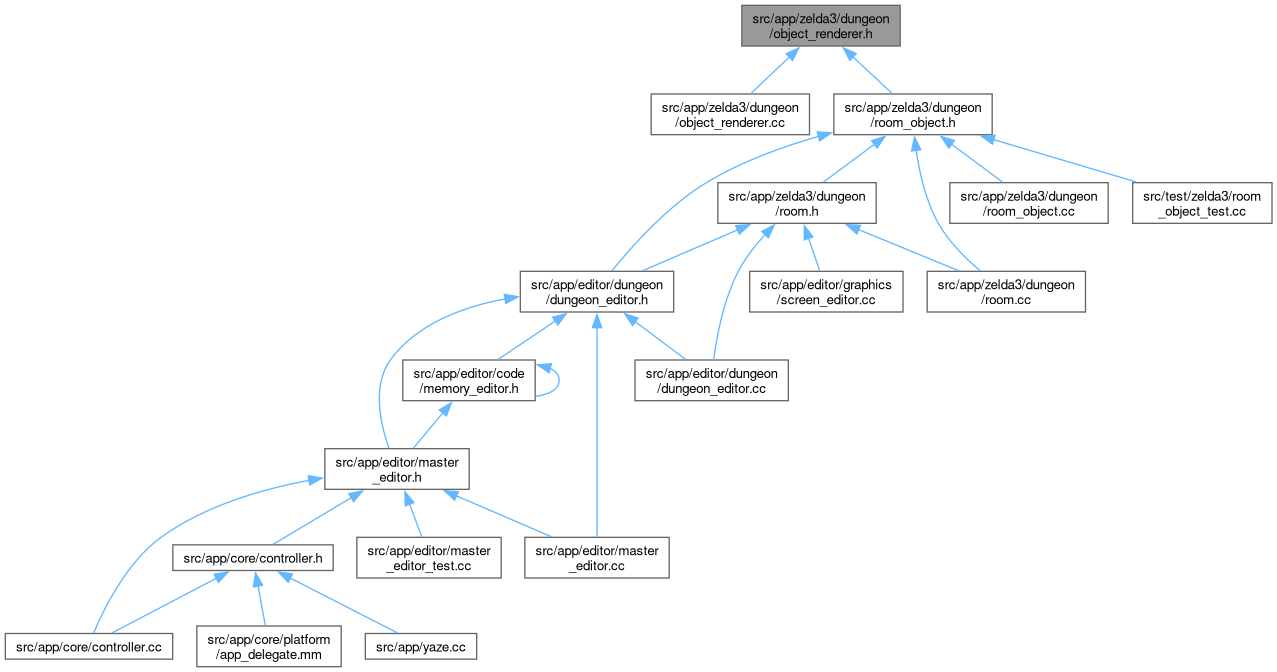 src/app/zelda3/dungeon
/object_renderer.h
src/app/zelda3/dungeon
/object_renderer.cc
src/app/zelda3/dungeon
/room_object.h
src/app/zelda3/dungeon
/room.h
src/app/zelda3/dungeon
/room_object.cc
src/test/zelda3/room
_object_test.cc
src/app/editor/dungeon
/dungeon_editor.h
src/app/editor/graphics
/screen_editor.cc
src/app/zelda3/dungeon
/room.cc
src/app/editor/code
/memory_editor.h
src/app/editor/dungeon
/dungeon_editor.cc
src/app/editor/master
_editor.h
src/app/core/controller.h
src/app/editor/master
_editor_test.cc
src/app/editor/master
_editor.cc
src/app/core/controller.cc
src/app/core/platform
/app_delegate.mm
src/app/yaze.cc